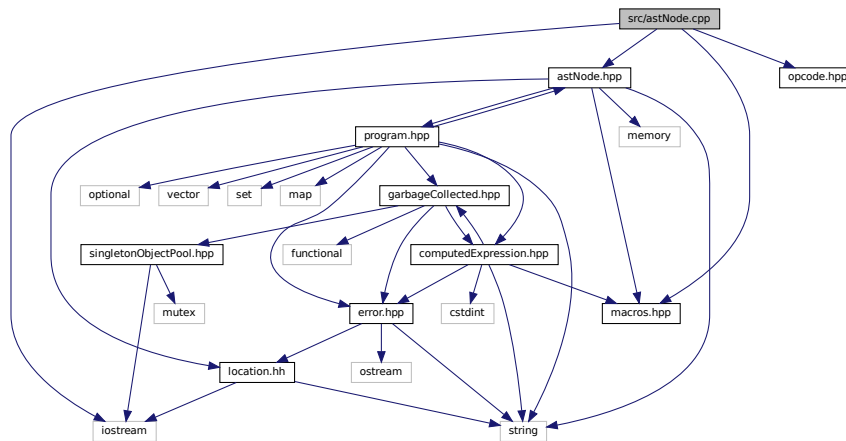 src/astNode.cpp
astNode.hpp
opcode.hpp
program.hpp
memory
optional
vector
set
map
garbageCollected.hpp
singletonObjectPool.hpp
functional
computedExpression.hpp
mutex
error.hpp
cstdint
macros.hpp
location.hh
ostream
iostream
string